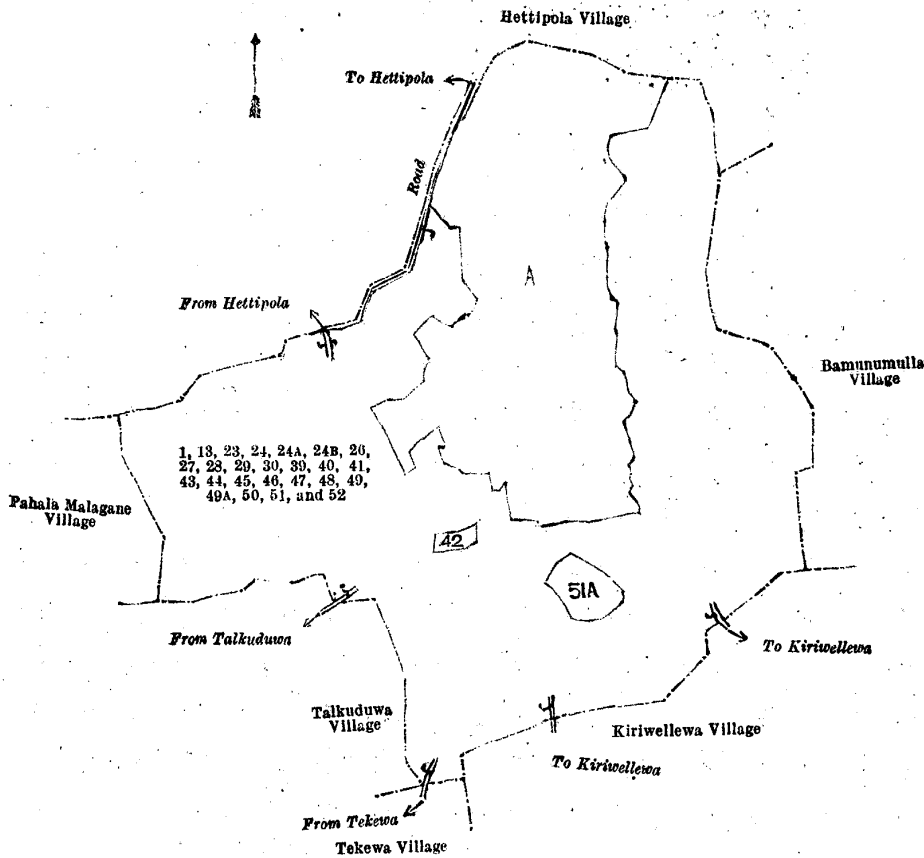 Hettipola Village
To Hettipola
Road
A
From Hettipola
Bamunumulla
Village
1, 13, 23, 24, 24A, 24B, 26,
27, 28, 29, 30, 39, 40, 41,
43, 44, 45, 46, 47, 48, 49,
49A, 50, 51, and 52
Pahala Malagane
Village
42
51A
From Talkuduwa
To Kiriwellewa
Talkuduwa
Village
Kiriwellewa Village
To Kiriwellewa
From Tekewa
Tekewa Village